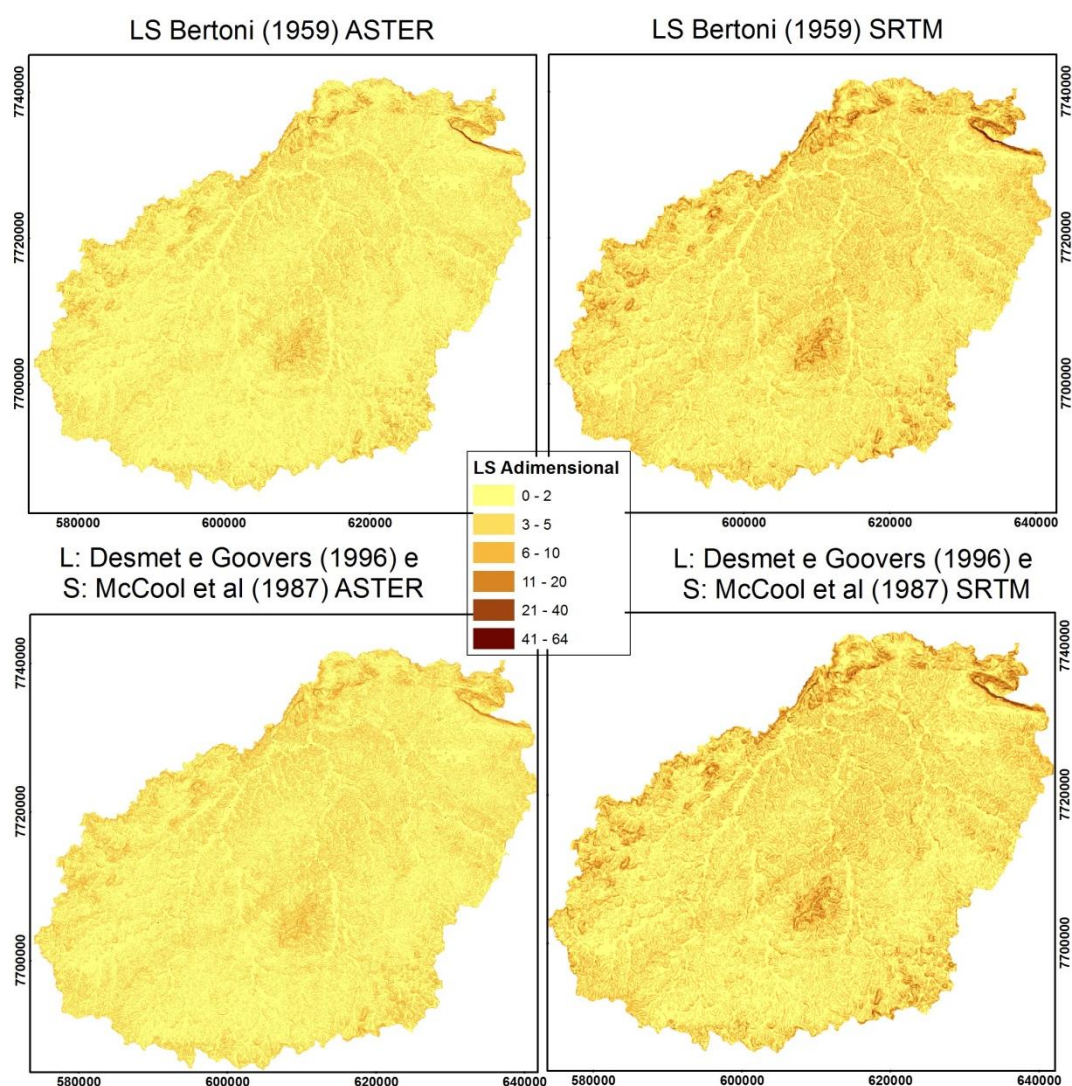 LS Bertoni (1959) ASTER
LS Bertoni (1959) SRTM
7740000
7720000
7700000
7740000
7720000
7700000
580000 600000 620000
600000 620000 640000
LS Adimensional
0 - 2
3 - 5
6 - 10
11 - 20
21 - 40
41 - 64
L: Desmet e Goovers (1996) e
S: McCool et al (1987) ASTER
L: Desmet e Goovers (1996) e
S: McCool et al (1987) SRTM
7740000
7720000
7700000
7740000
7720000
7700000
580000 600000 620000 640000
580000 600000 620000 640000